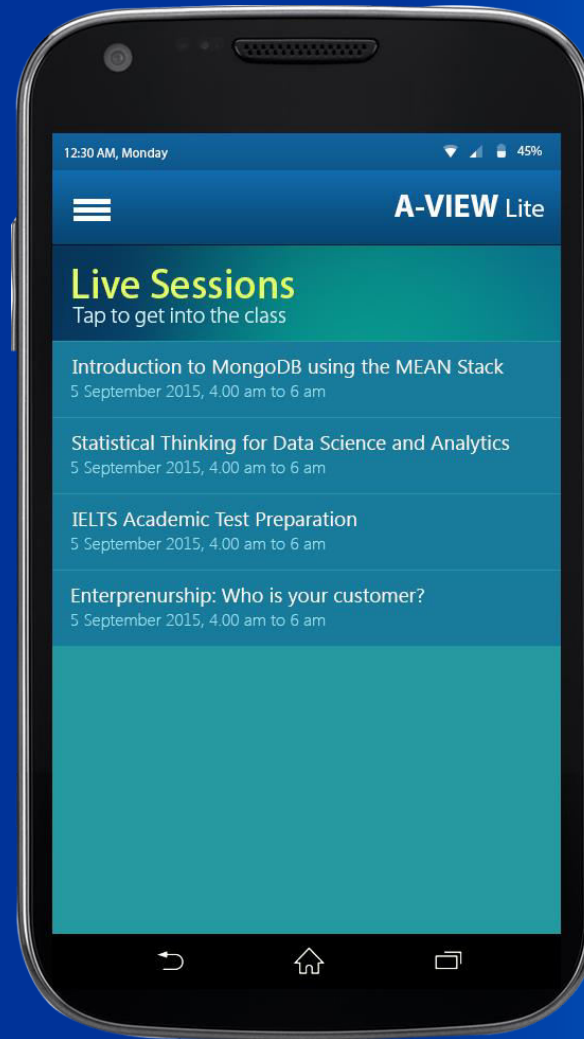 12:30 AM, Monday 45%
A-VIEW Lite
Live Sessions
Tap to get into the class
Introduction to MongoDB using the MEAN Stack
5 September 2015, 4.00 am to 6 am
Statistical Thinking for Data Science and Analytics
5 September 2015, 4.00 am to 6 am
IELTS Academic Test Preparation
5 September 2015, 4.00 am to 6 am
Enterprenurship: Who is your customer?
5 September 2015, 4.00 am to 6 am